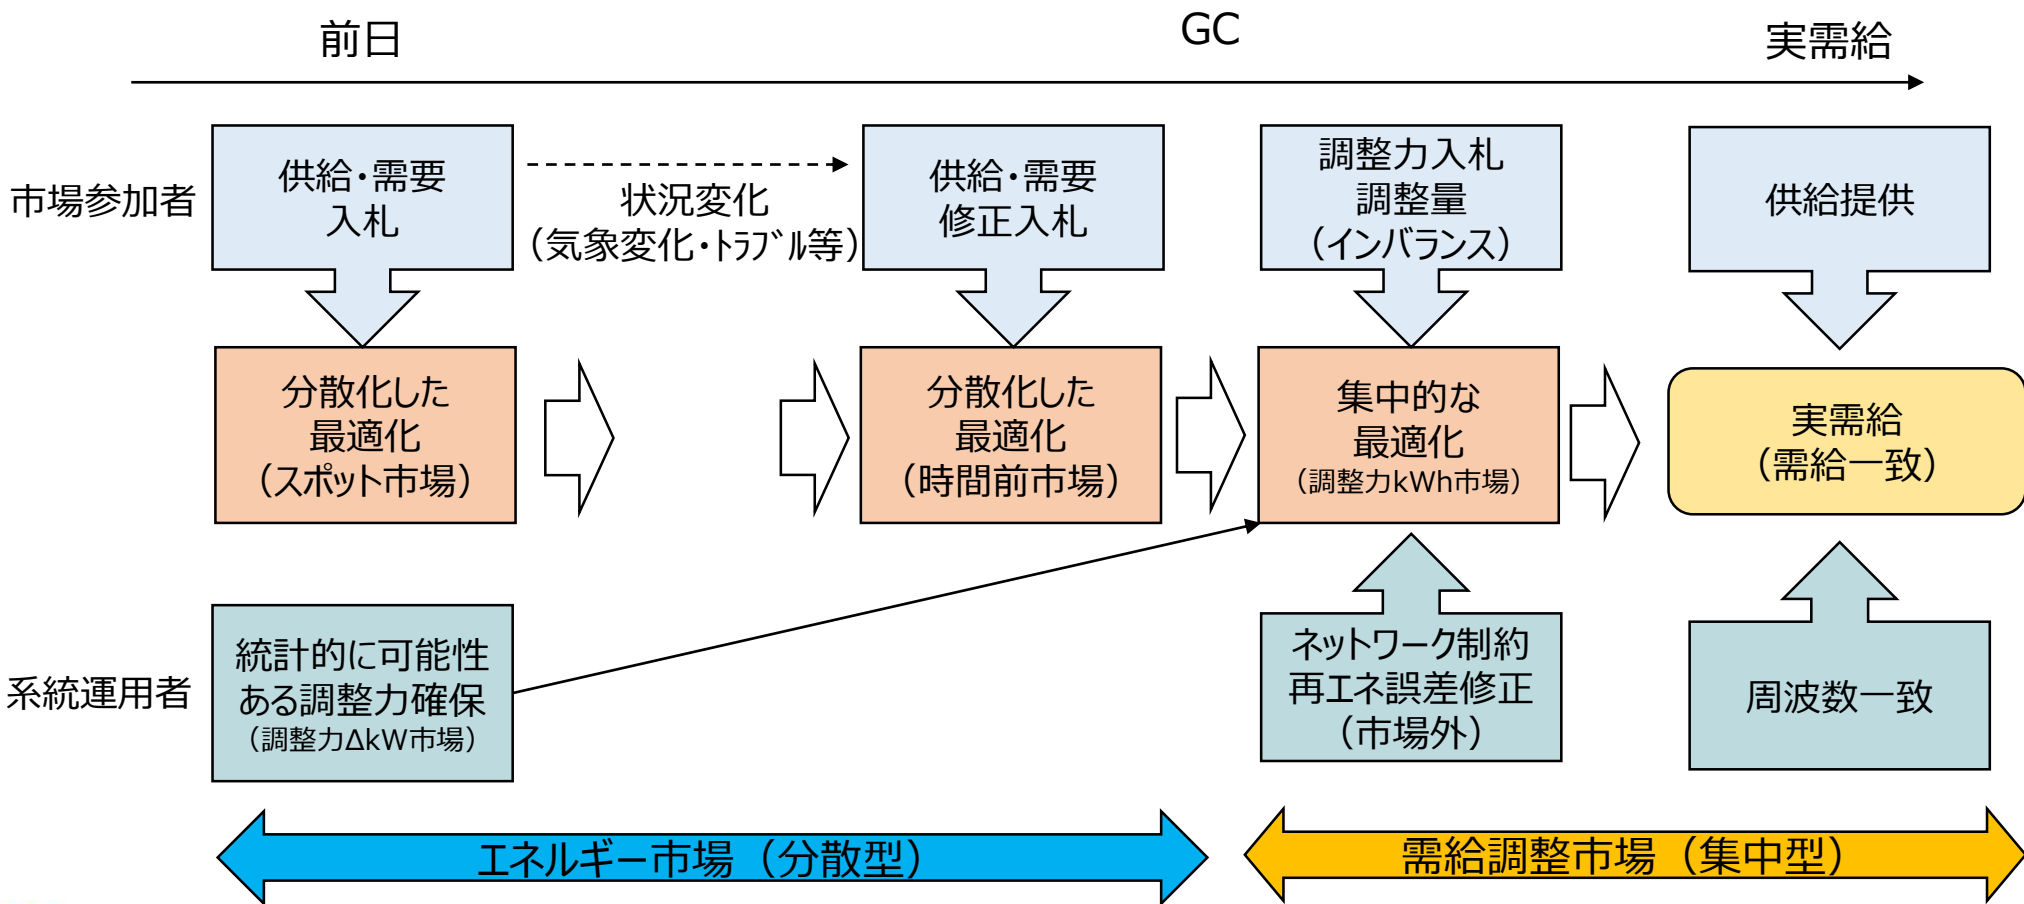 前日
GC
実需給
市場参加者
供給・需要
入札
状況変化
（気象変化・ﾄﾗﾌﾞﾙ等）
供給・需要
修正入札
調整力入札
調整量
（インバランス）
供給提供
分散化した
最適化
（スポット市場）
分散化した
最適化
（時間前市場）
集中的な
最適化
（調整力kWh市場）
実需給
（需給一致）
系統運用者
統計的に可能性
ある調整力確保
（調整力ΔkW市場）
ネットワーク制約
再エネ誤差修正
（市場外）
周波数一致
エネルギー市場（分散型）
需給調整市場（集中型）